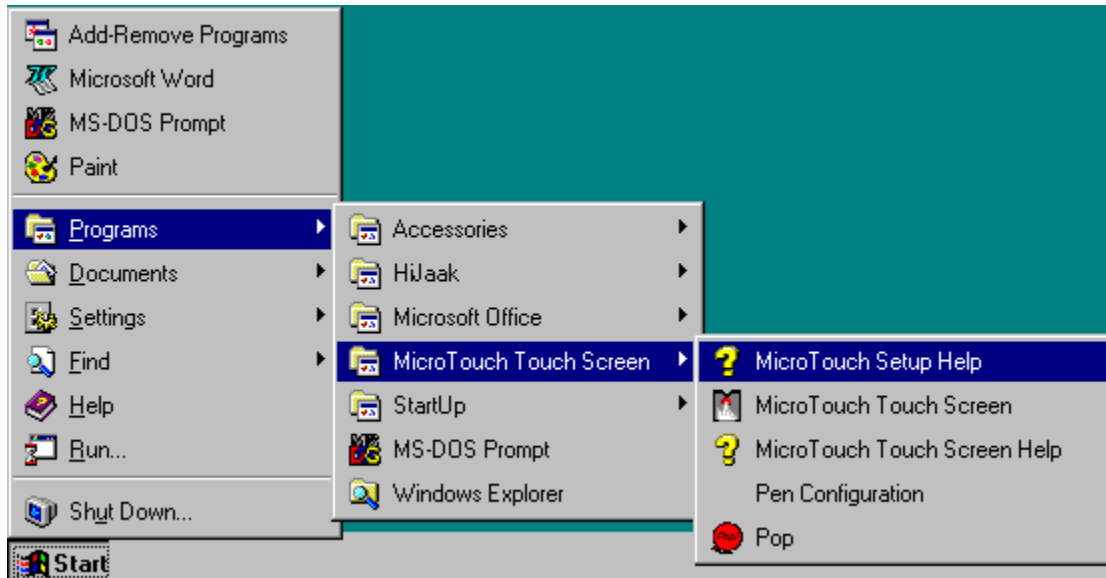 Add-Remove Programs
Microsoft Word
MS-DOS Prompt
Paint
Programs
Documents
Settings
Find
Help
Run...
Shut Down...
Start
Accessories
HiJaak
Microsoft Office
MicroTouch Touch Screen
StartUp
MS-DOS Prompt
Windows Explorer
MicroTouch Setup Help
MicroTouch Touch Screen
MicroTouch Touch Screen Help
Pen Configuration
Pop